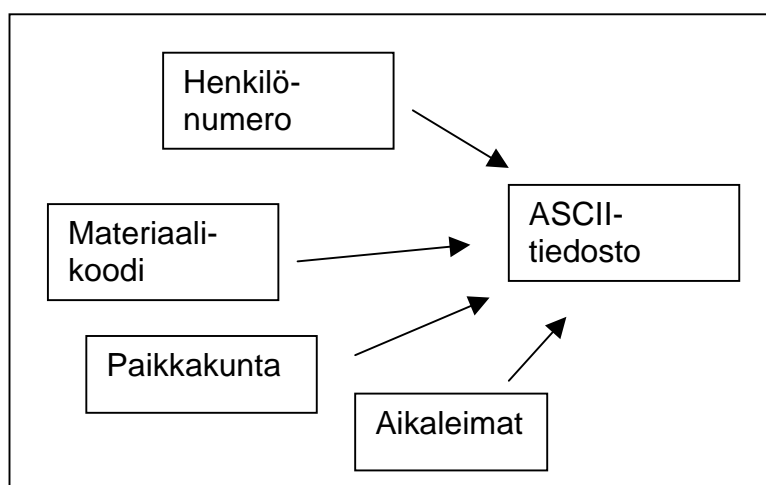 Henkilö-
numero
ASCII-
tiedosto
Materiaali-
koodi
Paikkakunta
Aikaleimat